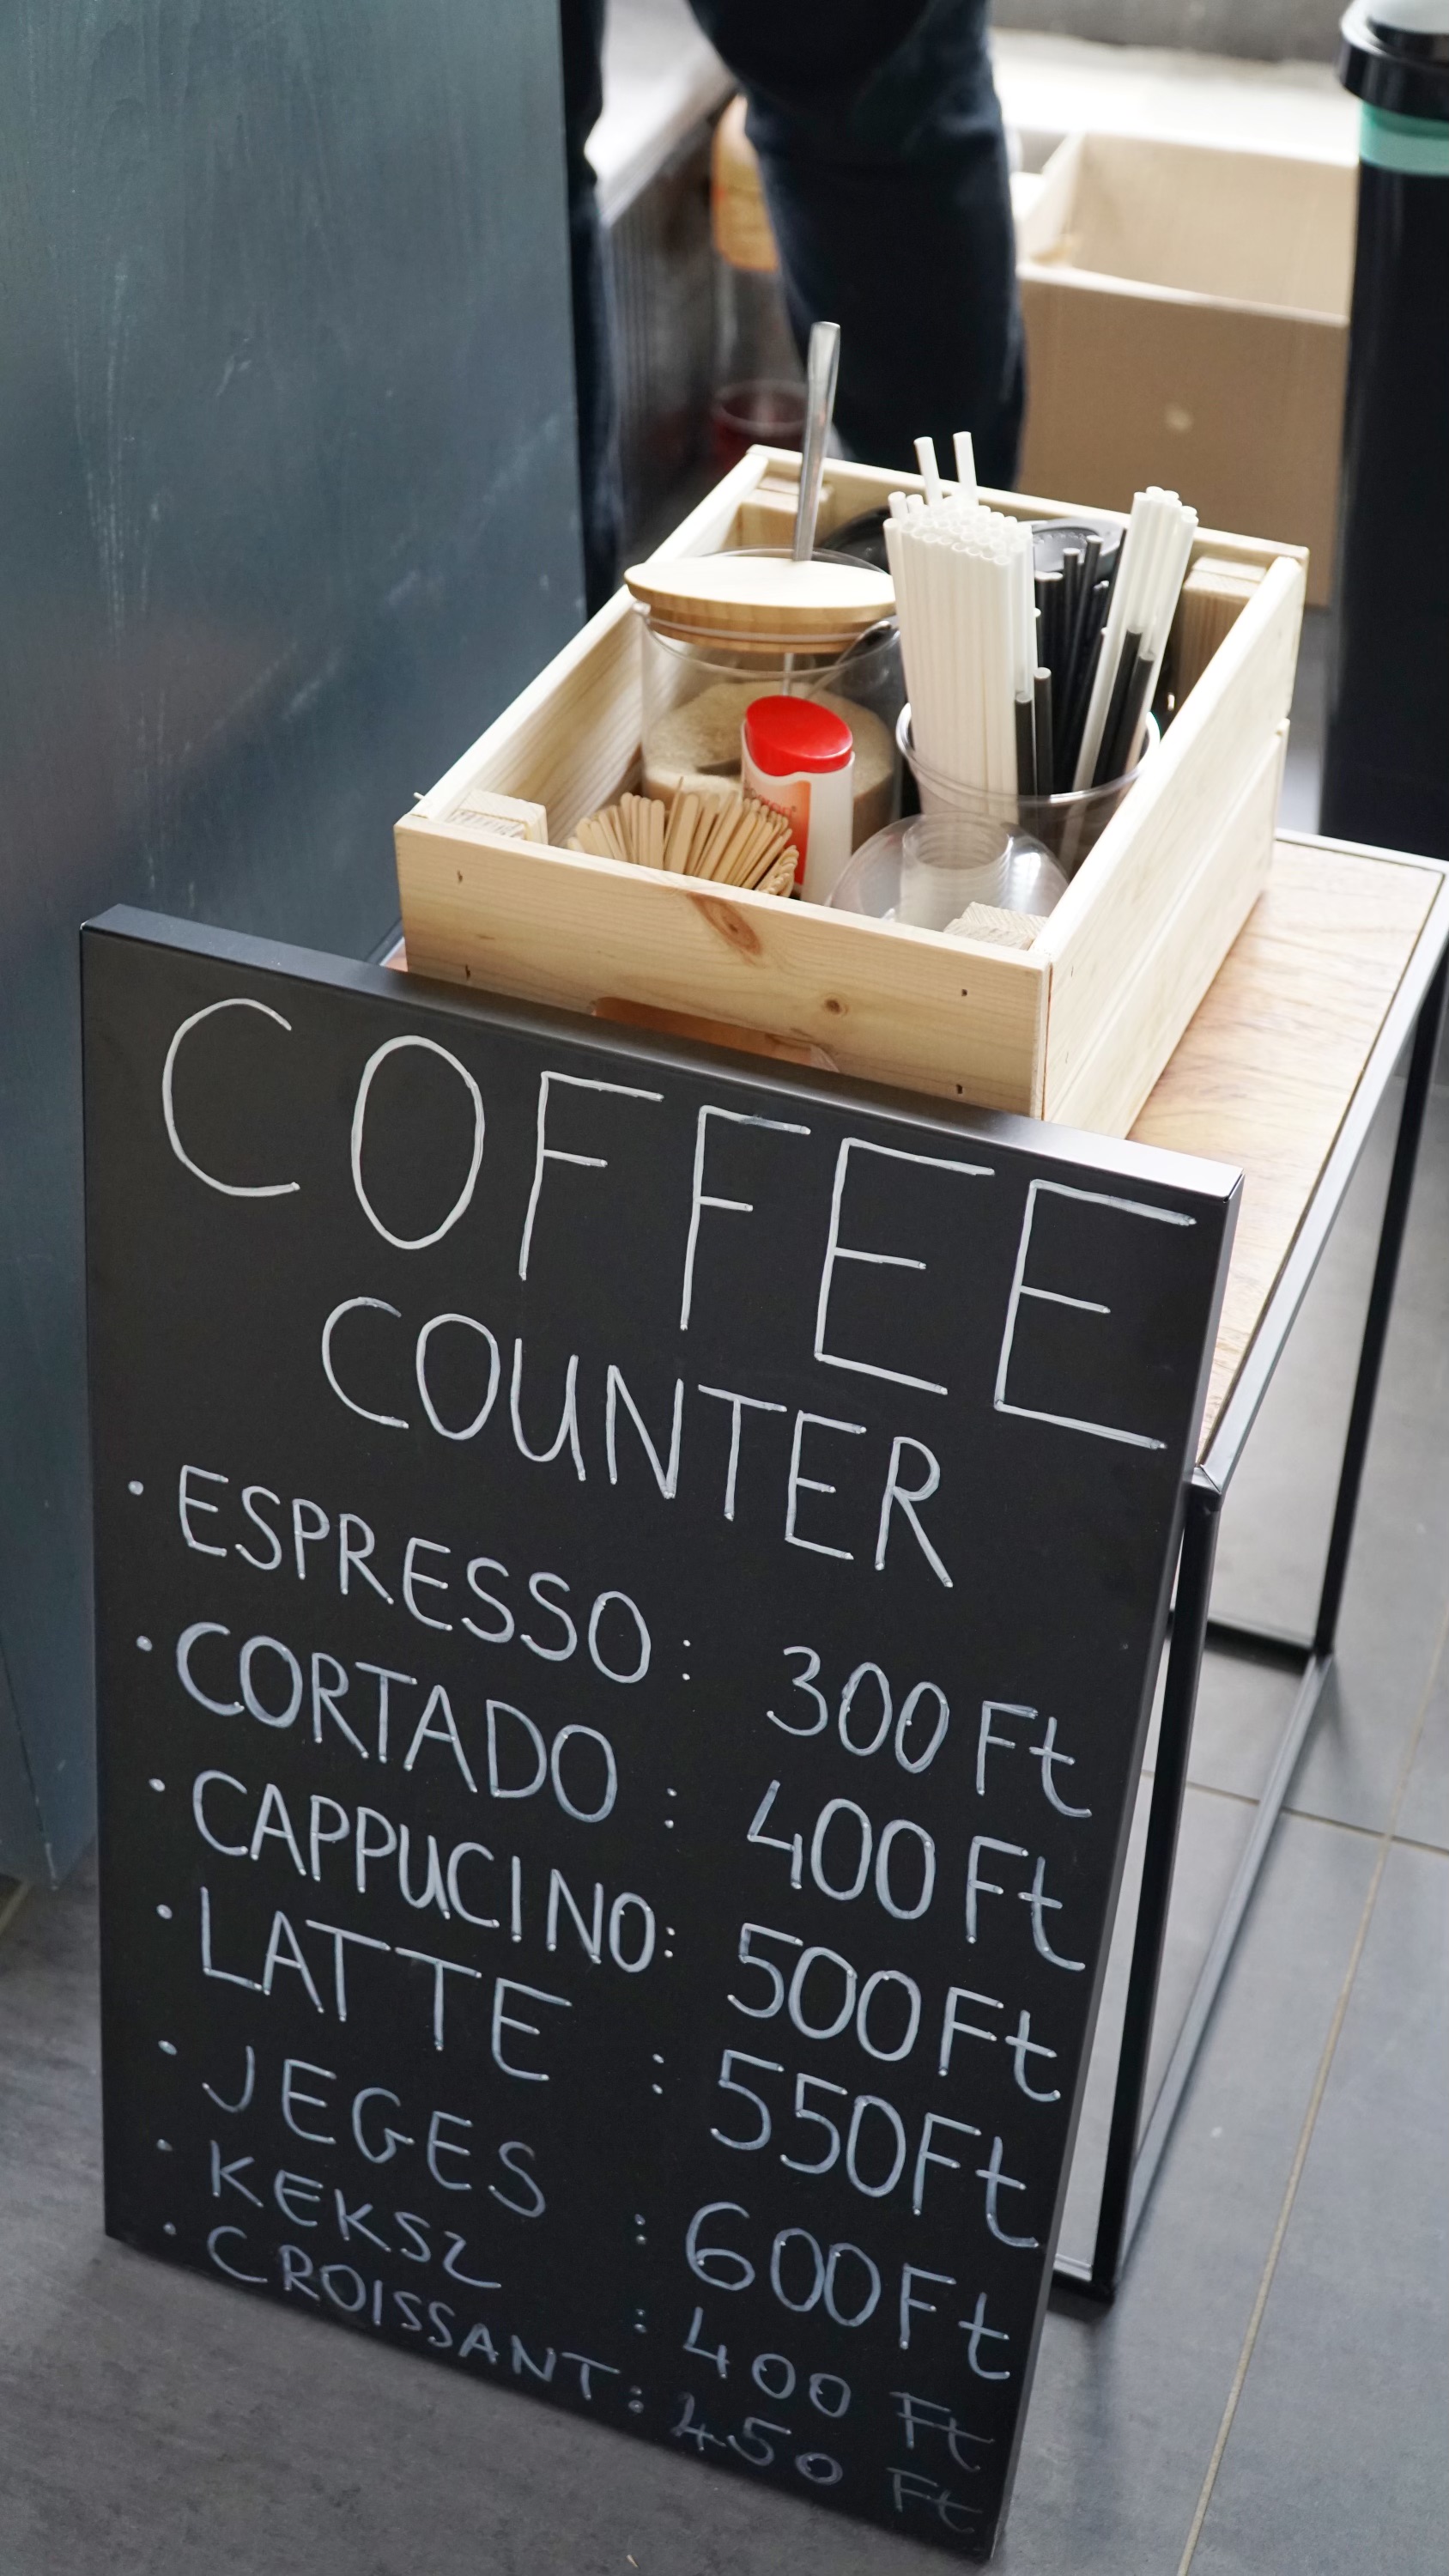 COFFEE
COUNTER
· ESPRESSO: 300 Ft
· CORTADO: 400 Ft
· CAPPUCINO: 500 Ft
· LATTE: 550 Ft
· JEGES: 600 Ft
· KEKSZ: 400 Ft
· CROISSANT: 450 Ft